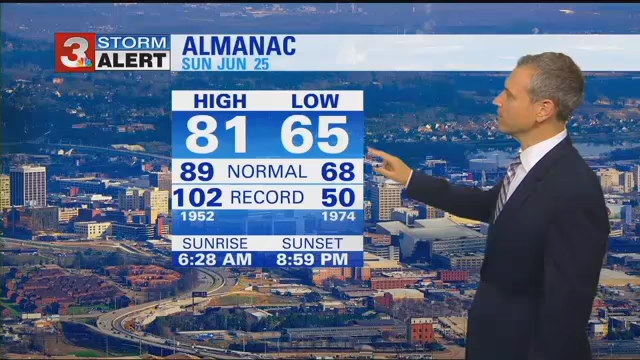 3 STORM ALERT
ALMANAC
SUN JUN 25
HIGH LOW
81 65
89 NORMAL 68
102 RECORD 50
1952 1974
SUNRISE SUNSET
6:28 AM 8:59 PM